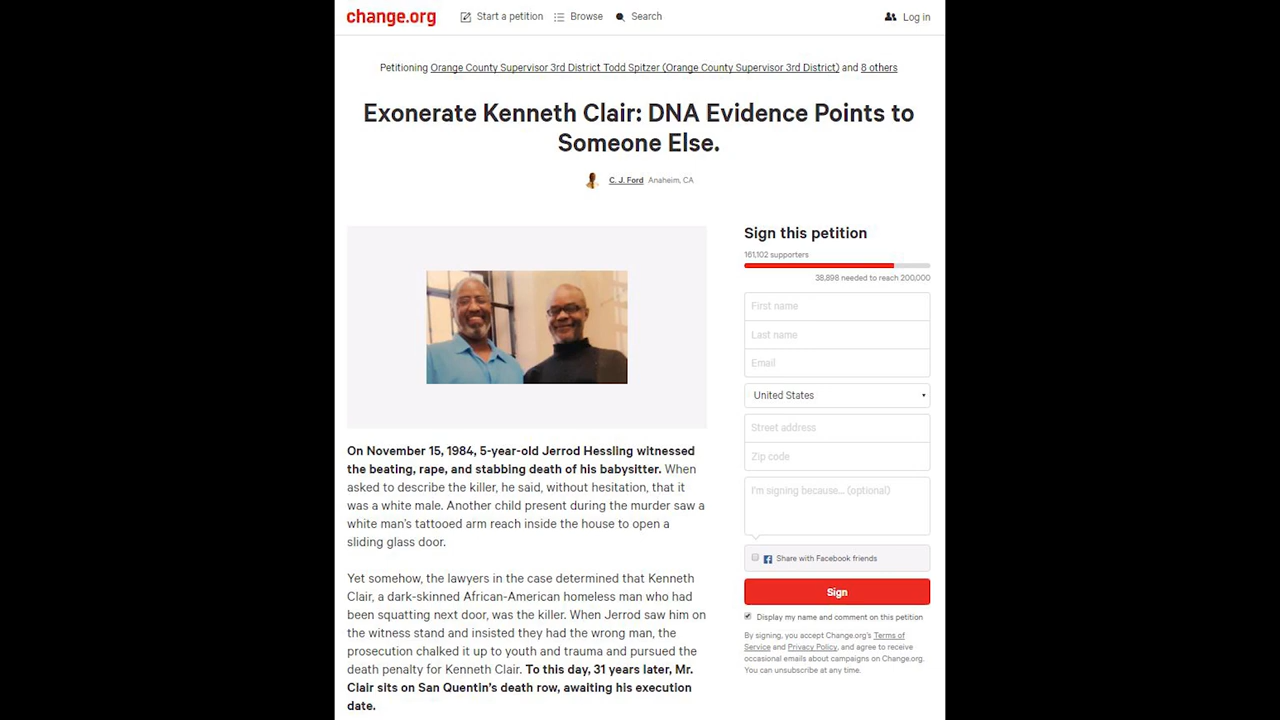 change.org Start a petition Browse Search Log in
Petitioning Orange County Supervisor 3rd District Todd Spitzer (Orange County Supervisor 3rd District) and 8 others
Exonerate Kenneth Clair: DNA Evidence Points to
Someone Else.
C. J. Ford Anaheim, CA
On November 15, 1984, 5-year-old Jerrod Hessling witnessed
the beating, rape, and stabbing death of his babysitter. When
asked to describe the killer, he said, without hesitation, that it
was a white male. Another child present during the murder saw a
white man's tattooed arm reach inside the house to open a
sliding glass door.
Yet somehow, the lawyers in the case determined that Kenneth
Clair, a dark-skinned African-American homeless man who had
been squatting next door, was the killer. When Jerrod saw him on
the witness stand and insisted they had the wrong man, the
prosecution chalked it up to youth and trauma and pursued the
death penalty for Kenneth Clair. To this day, 31 years later, Mr.
Clair sits on San Quentin's death row, awaiting his execution
date.
Sign this petition
161,102 supporters
38,898 needed to reach 200,000
First name
Last name
Email
United States
Street address
Zip code
I'm signing because... (optional)
Share with Facebook friends
Sign
Display my name and comment on this petition
By signing, you accept Change.org's Terms of
Service and Privacy Policy, and agree to receive
occasional emails about campaigns on Change.org.
You can unsubscribe at any time.